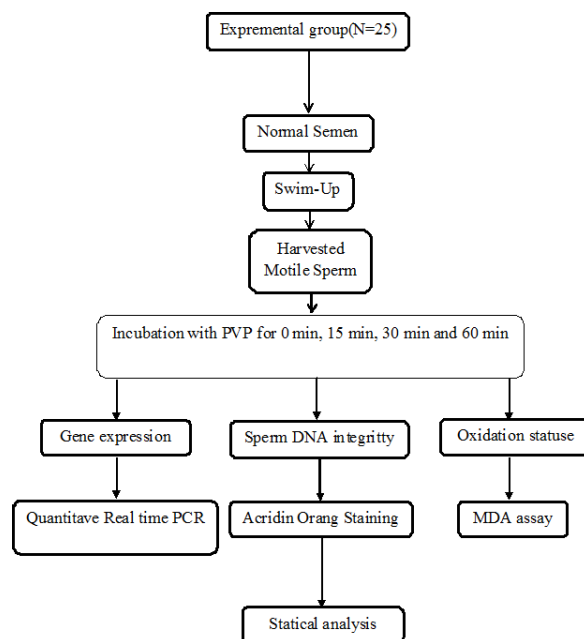 Expremental group(N=25)
Normal Semen
Swim-Up
Harvested
Motile Sperm
Incubation with PVP for 0 min, 15 min, 30 min and 60 min
Gene expression
Sperm DNA integritty
Oxidation statuse
Quantitave Real time PCR
Acridin Orang Staining
MDA assay
Statical analysis